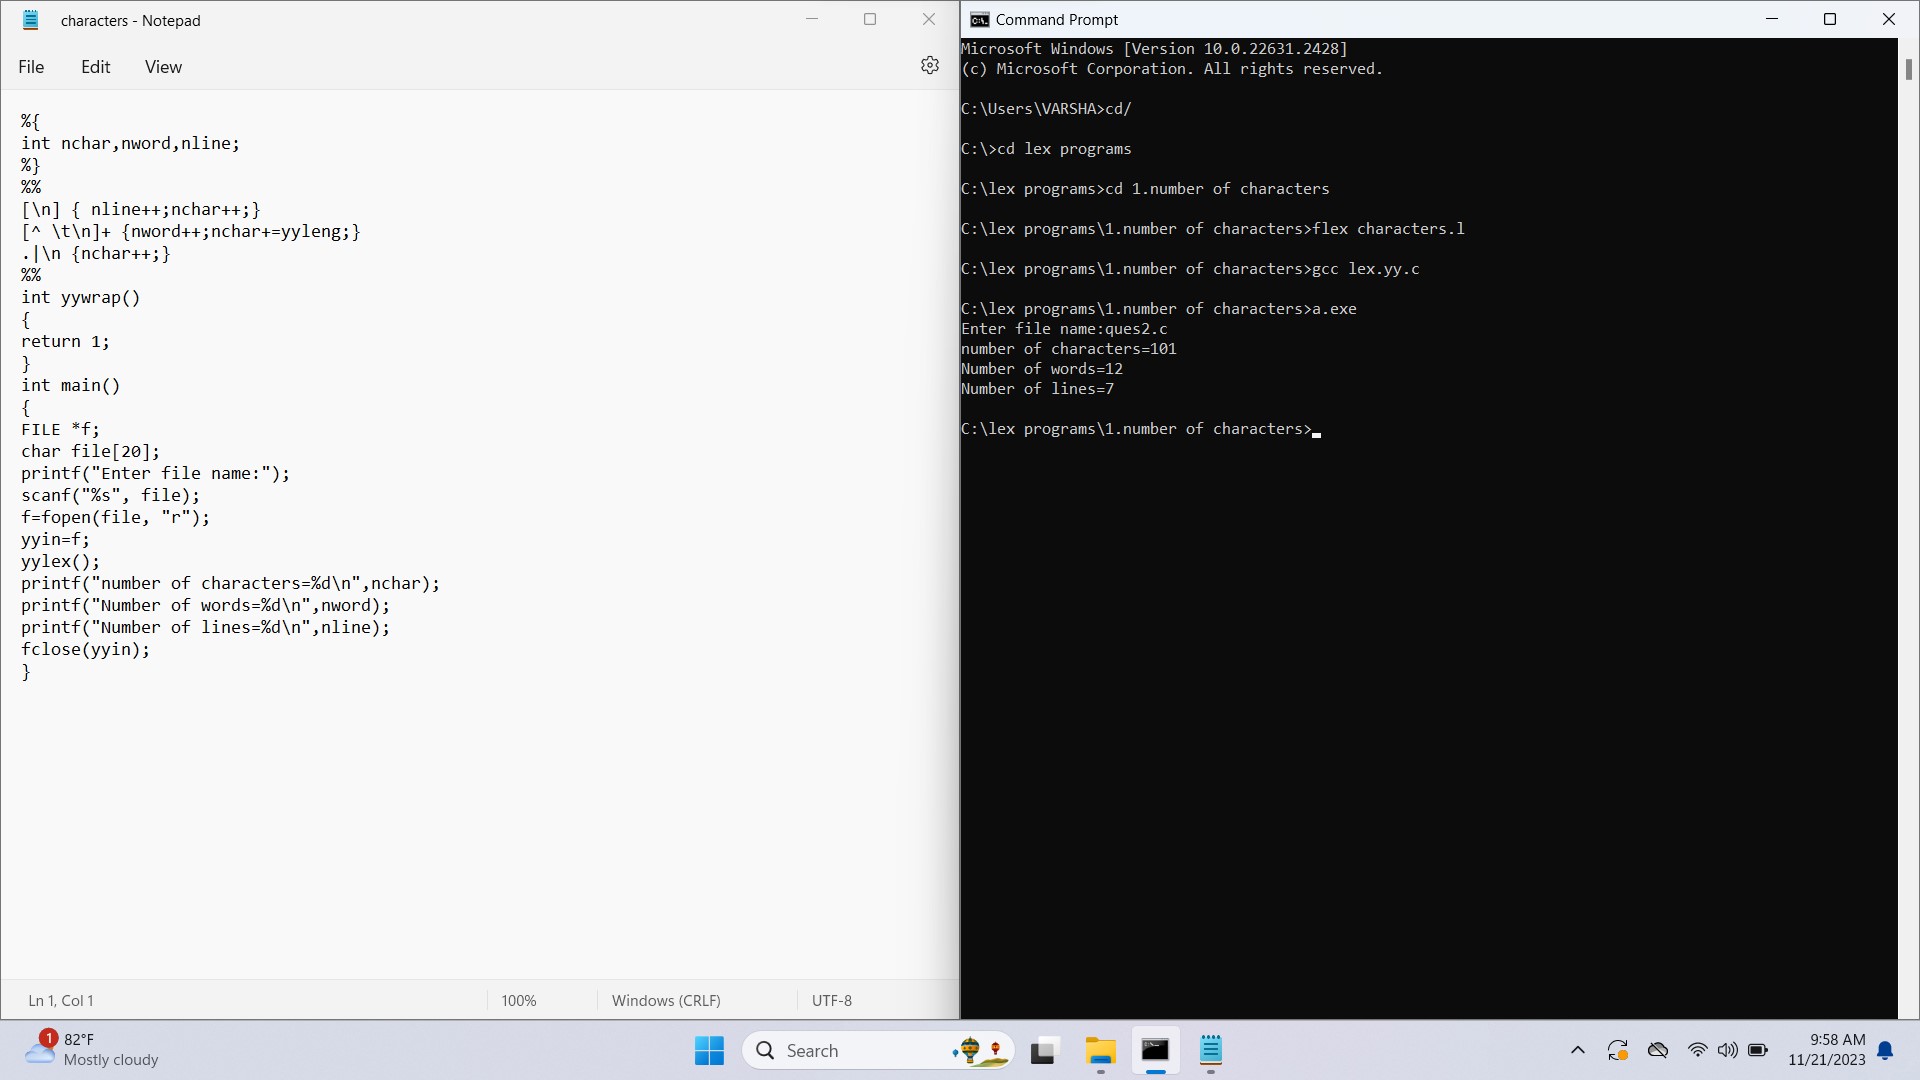 characters - Notepad
File Edit View
%{
int nchar,nword,nline;
%}
%%
[\n] { nline++;nchar++;}
[^ \t\n]+ {nword++;nchar+=yyleng;}
.|\n {nchar++;}
%%
int yywrap()
{
return 1;
}
int main()
{
FILE *f;
char file[20];
printf("Enter file name:");
scanf("%s", file);
f=fopen(file, "r");
yyin=f;
yylex();
printf("number of characters=%d\n",nchar);
printf("Number of words=%d\n",nword);
printf("Number of lines=%d\n",nline);
fclose(yyin);
}
Ln 1, Col 1 100% Windows (CRLF) UTF-8
Command Prompt
Microsoft Windows [Version 10.0.22631.2428]
(c) Microsoft Corporation. All rights reserved.
C:\Users\VARSHA>cd/
C:\>cd lex programs
C:\lex programs>cd 1.number of characters
C:\lex programs\1.number of characters>flex characters.l
C:\lex programs\1.number of characters>gcc lex.yy.c
C:\lex programs\1.number of characters>a.exe
Enter file name:ques2.c
number of characters=101
Number of words=12
Number of lines=7
C:\lex programs\1.number of characters>
1
82°F
Mostly cloudy
Search
9:58 AM
11/21/2023